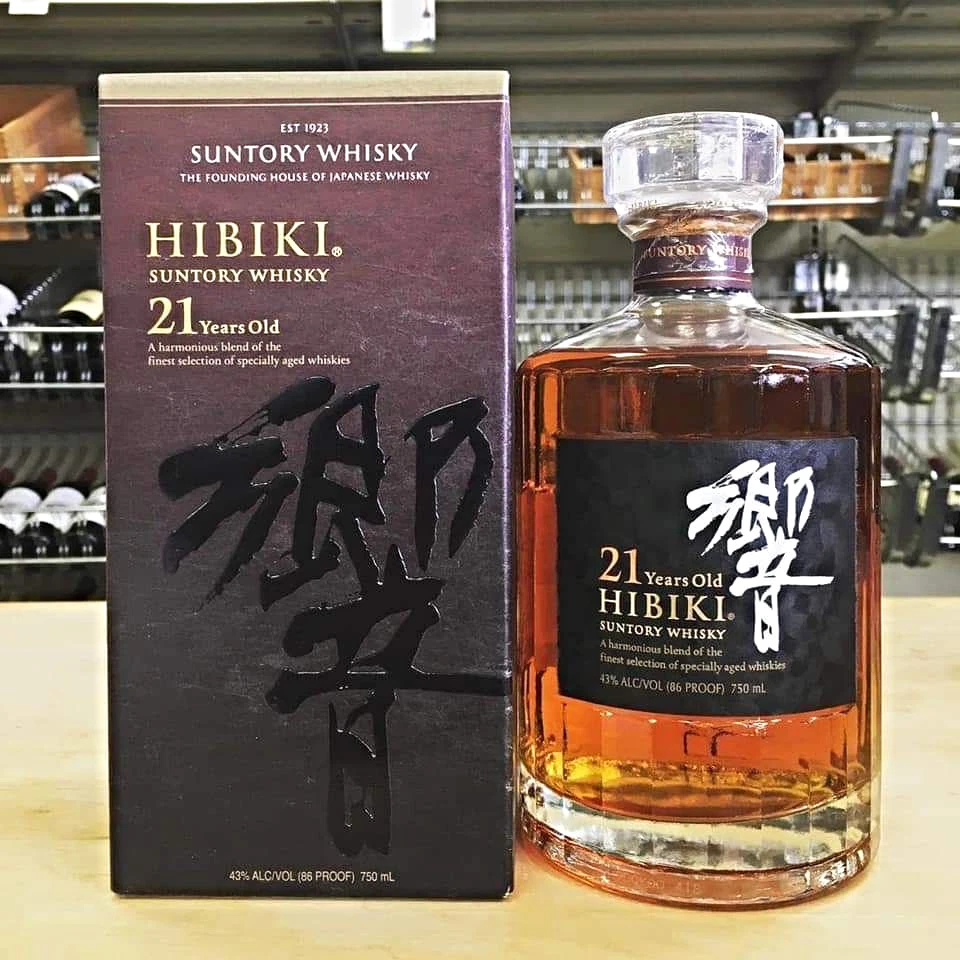 EST 1923
SUNTORY WHISKY
THE FOUNDING HOUSE OF JAPANESE WHISKY
HIBIKI®
SUNTORY WHISKY
21 Years Old
A harmonious blend of the
finest selection of specially aged whiskies
響
43% ALC/VOL (86 PROOF) 750 mL
SUNTORY WHISKY
響
21 Years Old
HIBIKI®
SUNTORY WHISKY
A harmonious blend of the
finest selection of specially aged whiskies
43% ALC/VOL (86 PROOF) 750 mL